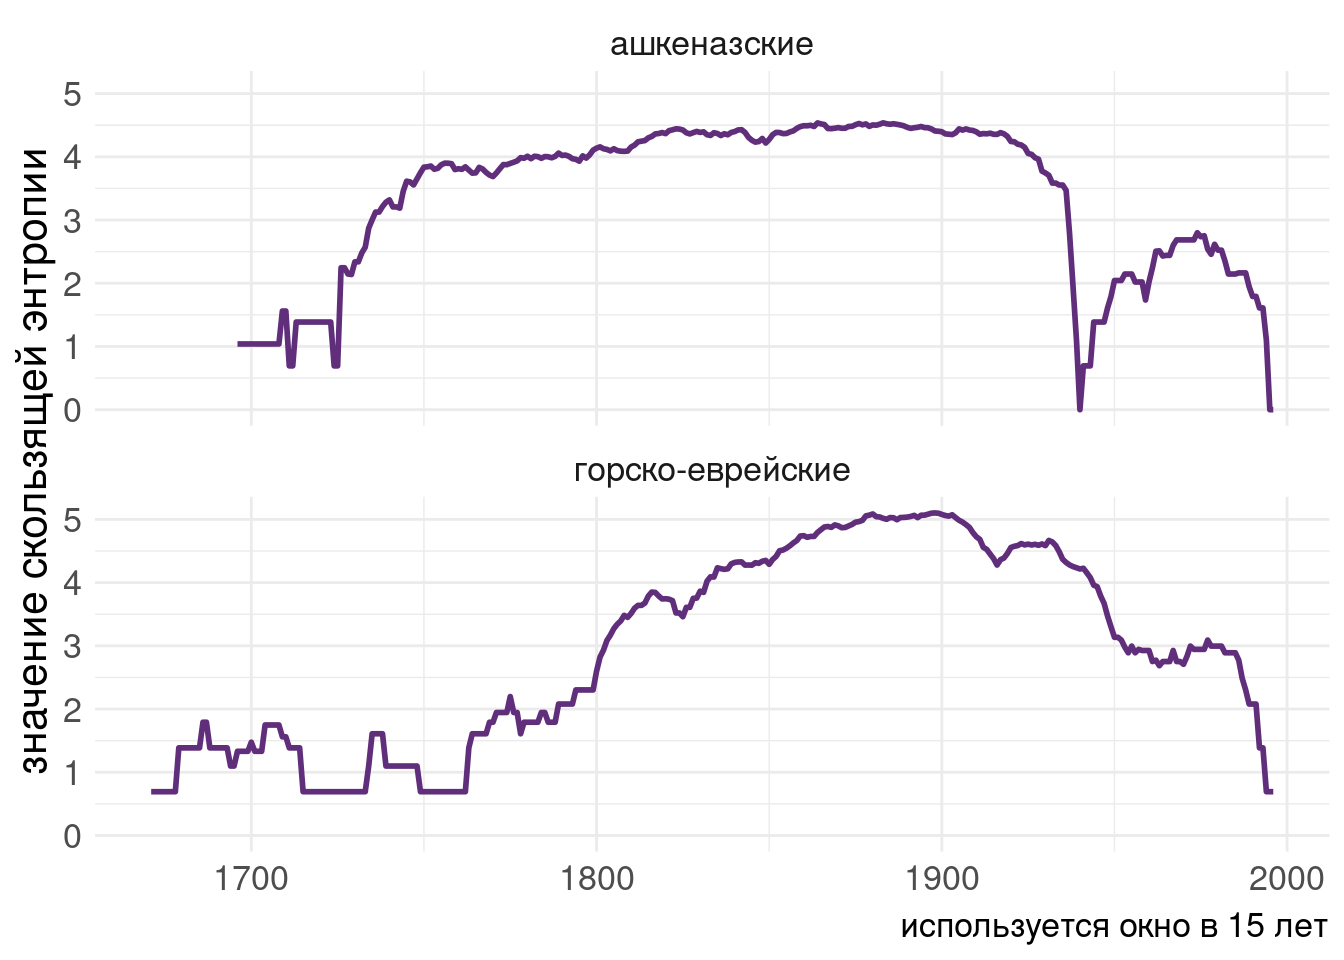 ашкеназские
5
4
3
2
1
0
горско-еврейские
5
4
3
2
1
0
значение скользящей энтропии
1700 1800 1900 2000
используется окно в 15 лет